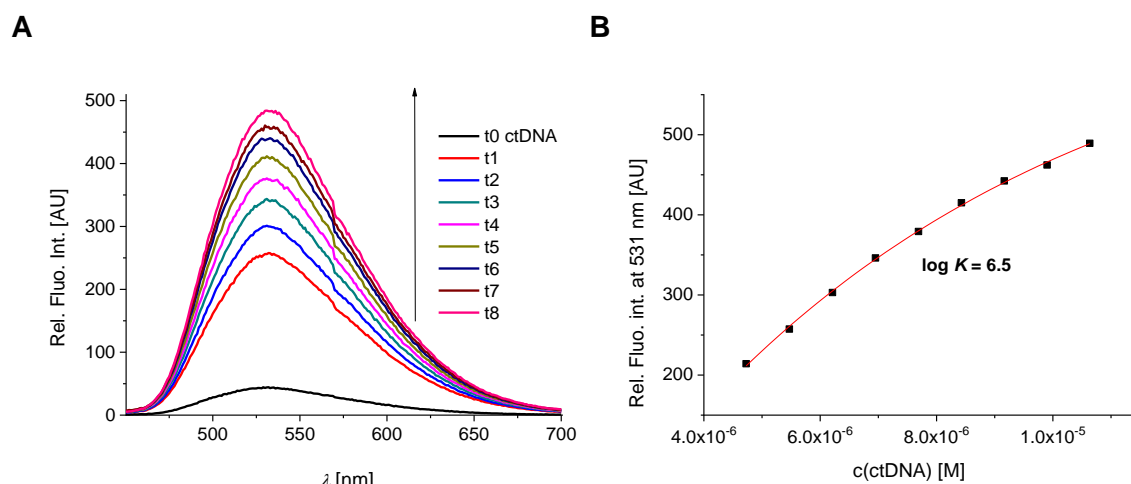 A
B
Rel. Fluo. Int. [AU]
500
400
300
200
100
0
500
550
600
650
700
λ [nm]
t0 ctDNA
t1
t2
t3
t4
t5
t6
t7
t8
Rel. Fluo. int. at 531 nm [AU]
500
400
300
200
log K = 6.5
4.0x10⁻⁶
6.0x10⁻⁶
8.0x10⁻⁶
1.0x10⁻⁵
c(ctDNA) [M]